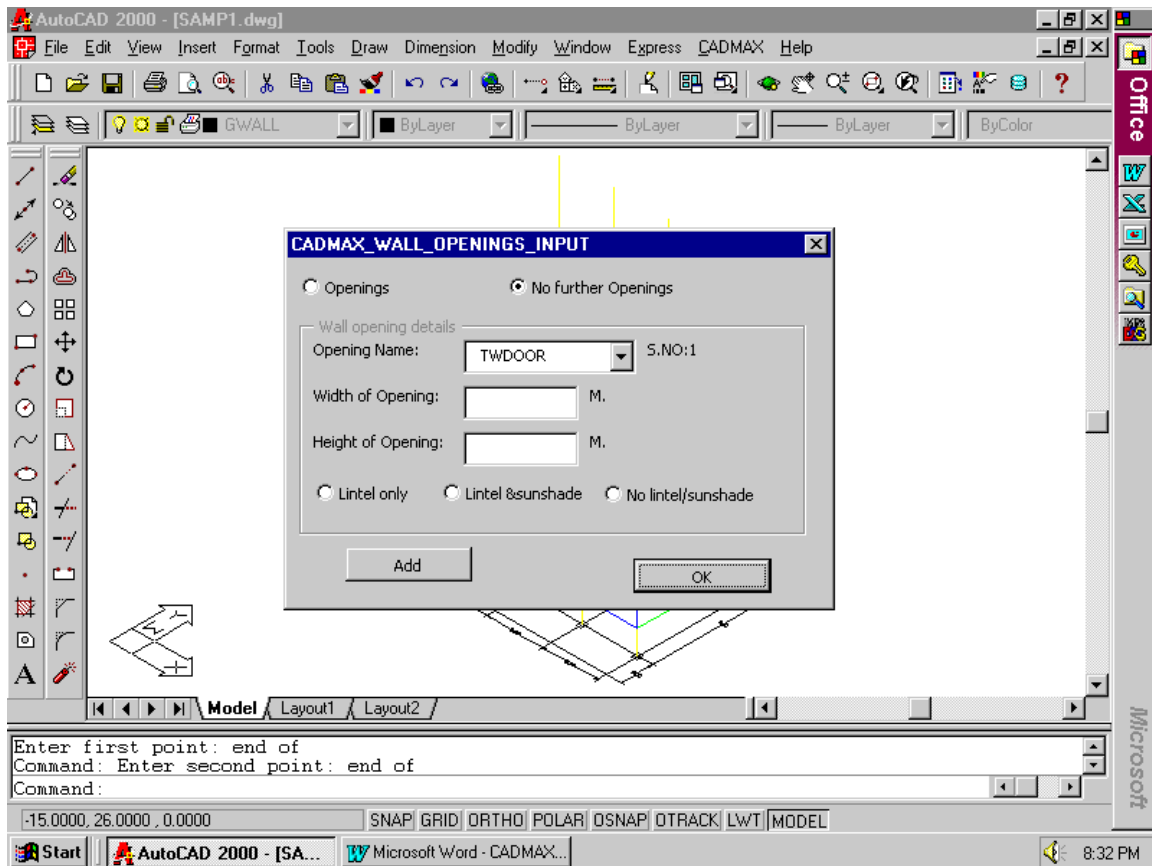 AutoCAD 2000 - [SAMP1.dwg]
File Edit View Insert Format Tools Draw Dimension Modify Window Express CADMAX Help
GWALL ByLayer ByLayer ByLayer ByColor
Office
CADMAX_WALL_OPENINGS_INPUT
Openings No further Openings
Wall opening details
Opening Name: TWDOOR S.NO:1
Width of Opening: M.
Height of Opening: M.
Lintel only Lintel &sunshade No lintel/sunshade
Add OK
Model Layout1 Layout2
Microsoft
Enter first point: end of
Command: Enter second point: end of
Command:
-15.0000, 26.0000 , 0.0000 SNAP GRID ORTHO POLAR OSNAP OTRACK LWT MODEL
Start AutoCAD 2000 - [SA... Microsoft Word - CADMAX... 8:32 PM